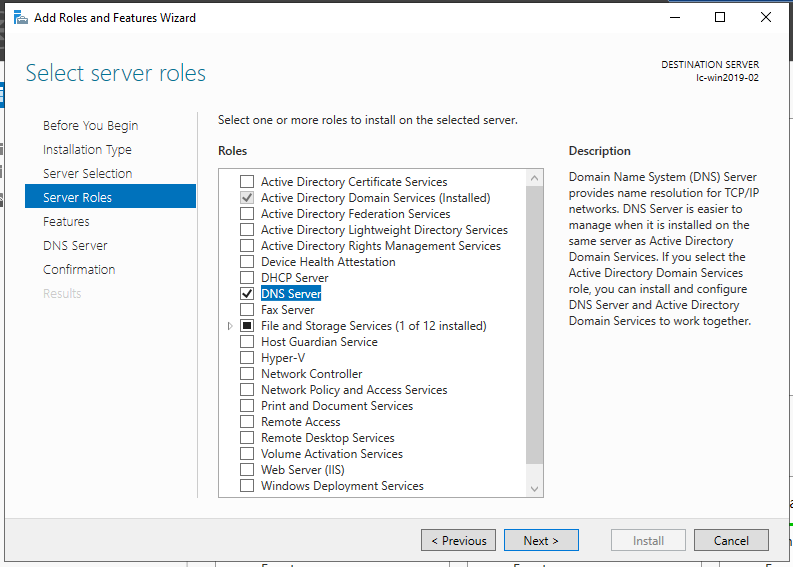 Add Roles and Features Wizard
Select server roles
DESTINATION SERVER
lc-win2019-02
Before You Begin
Installation Type
Server Selection
Server Roles
Features
DNS Server
Confirmation
Results
Select one or more roles to install on the selected server.
Roles
Active Directory Certificate Services
Active Directory Domain Services (Installed)
Active Directory Federation Services
Active Directory Lightweight Directory Services
Active Directory Rights Management Services
Device Health Attestation
DHCP Server
DNS Server
Fax Server
File and Storage Services (1 of 12 installed)
Host Guardian Service
Hyper-V
Network Controller
Network Policy and Access Services
Print and Document Services
Remote Access
Remote Desktop Services
Volume Activation Services
Web Server (IIS)
Windows Deployment Services
Description
Domain Name System (DNS) Server
provides name resolution for TCP/IP
networks. DNS Server is easier to
manage when it is installed on the
same server as Active Directory
Domain Services. If you select the
Active Directory Domain Services
role, you can install and configure
DNS Server and Active Directory
Domain Services to work together.
< Previous
Next >
Install
Cancel